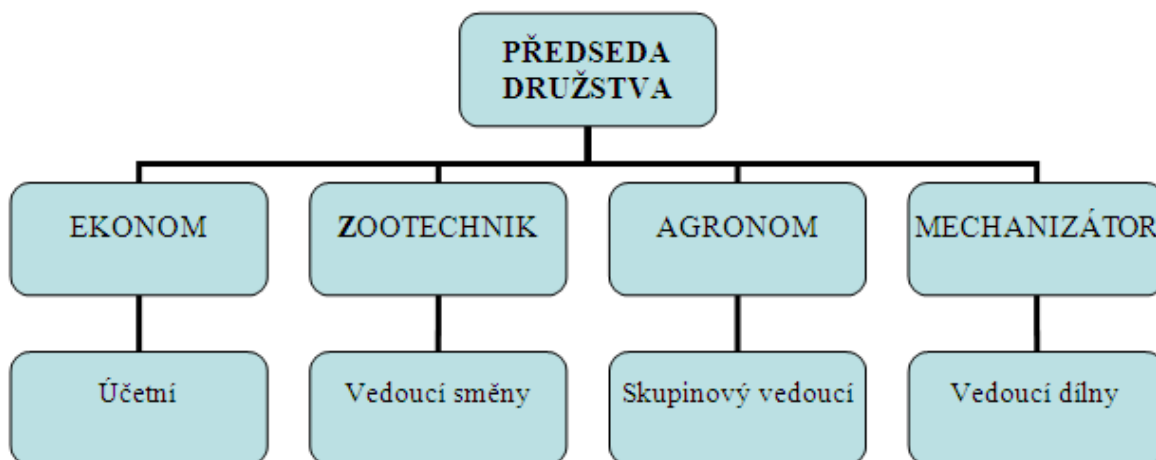 PŘEDSEDA
DRUŽSTVA
EKONOM
ZOOTECHNIK
AGRONOM
MECHANIZÁTOR
Účetní
Vedoucí směny
Skupinový vedoucí
Vedoucí dílny